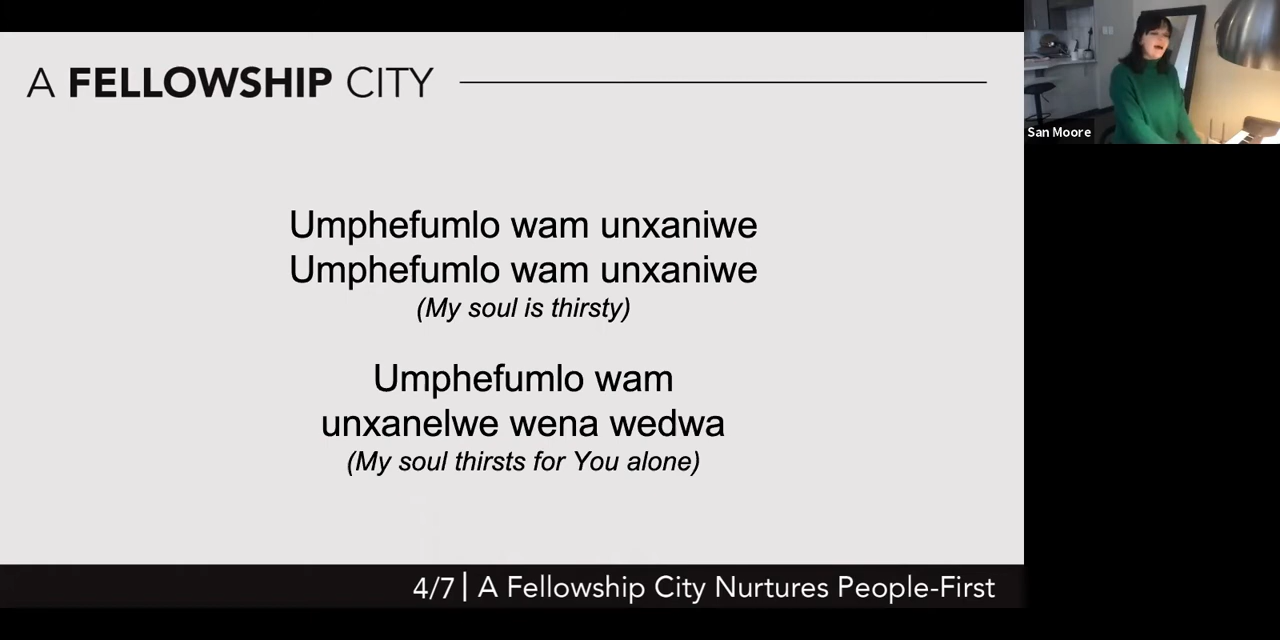 A FELLOWSHIP CITY
San Moore
Umphefumlo wam unxaniwe
Umphefumlo wam unxaniwe
(My soul is thirsty)
Umphefumlo wam
unxanelwe wena wedwa
(My soul thirsts for You alone)
4/7| A Fellowship City Nurtures People-First